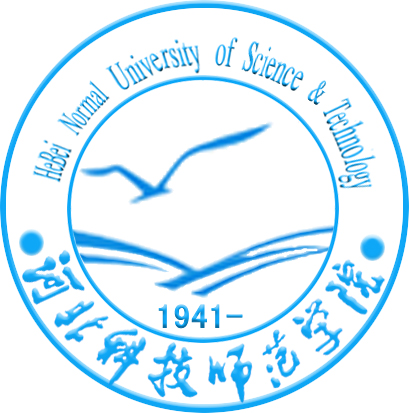 HeBei Normal University of Science & Technology
1941-
河北科技师范学院